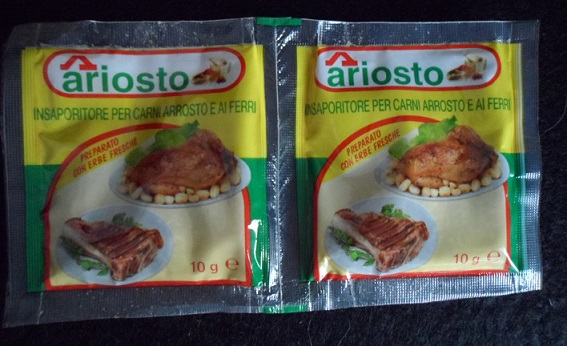 ariosto
INSAPORITORE PER CARNI ARROSTO E AI FERRI
PREPARATO
CON ERBE FRESCHE
10 g e
ariosto
INSAPORITORE PER CARNI ARROSTO E AI FERRI
PREPARATO
CON ERBE FRESCHE
10 g e